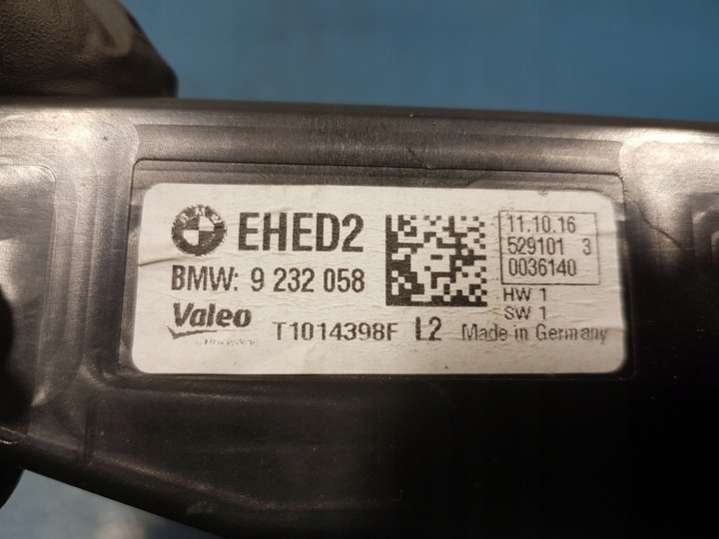 BMW
EHED2
11.10.16
529101 3
0036140
BMW: 9 232 058
HW 1
SW 1
Valeo
T1014398F L2 Made in Germany